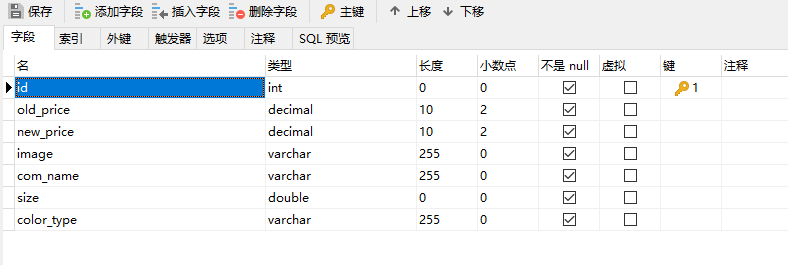 保存 添加字段 插入字段 删除字段 主键 上移 下移
字段 索引 外键 触发器 选项 注释 SQL 预览
名 类型 长度 小数点 不是 null 虚拟 键 注释
id int 0 0 1
old_price decimal 10 2
new_price decimal 10 2
image varchar 255 0
com_name varchar 255 0
size double 0 0
color_type varchar 255 0